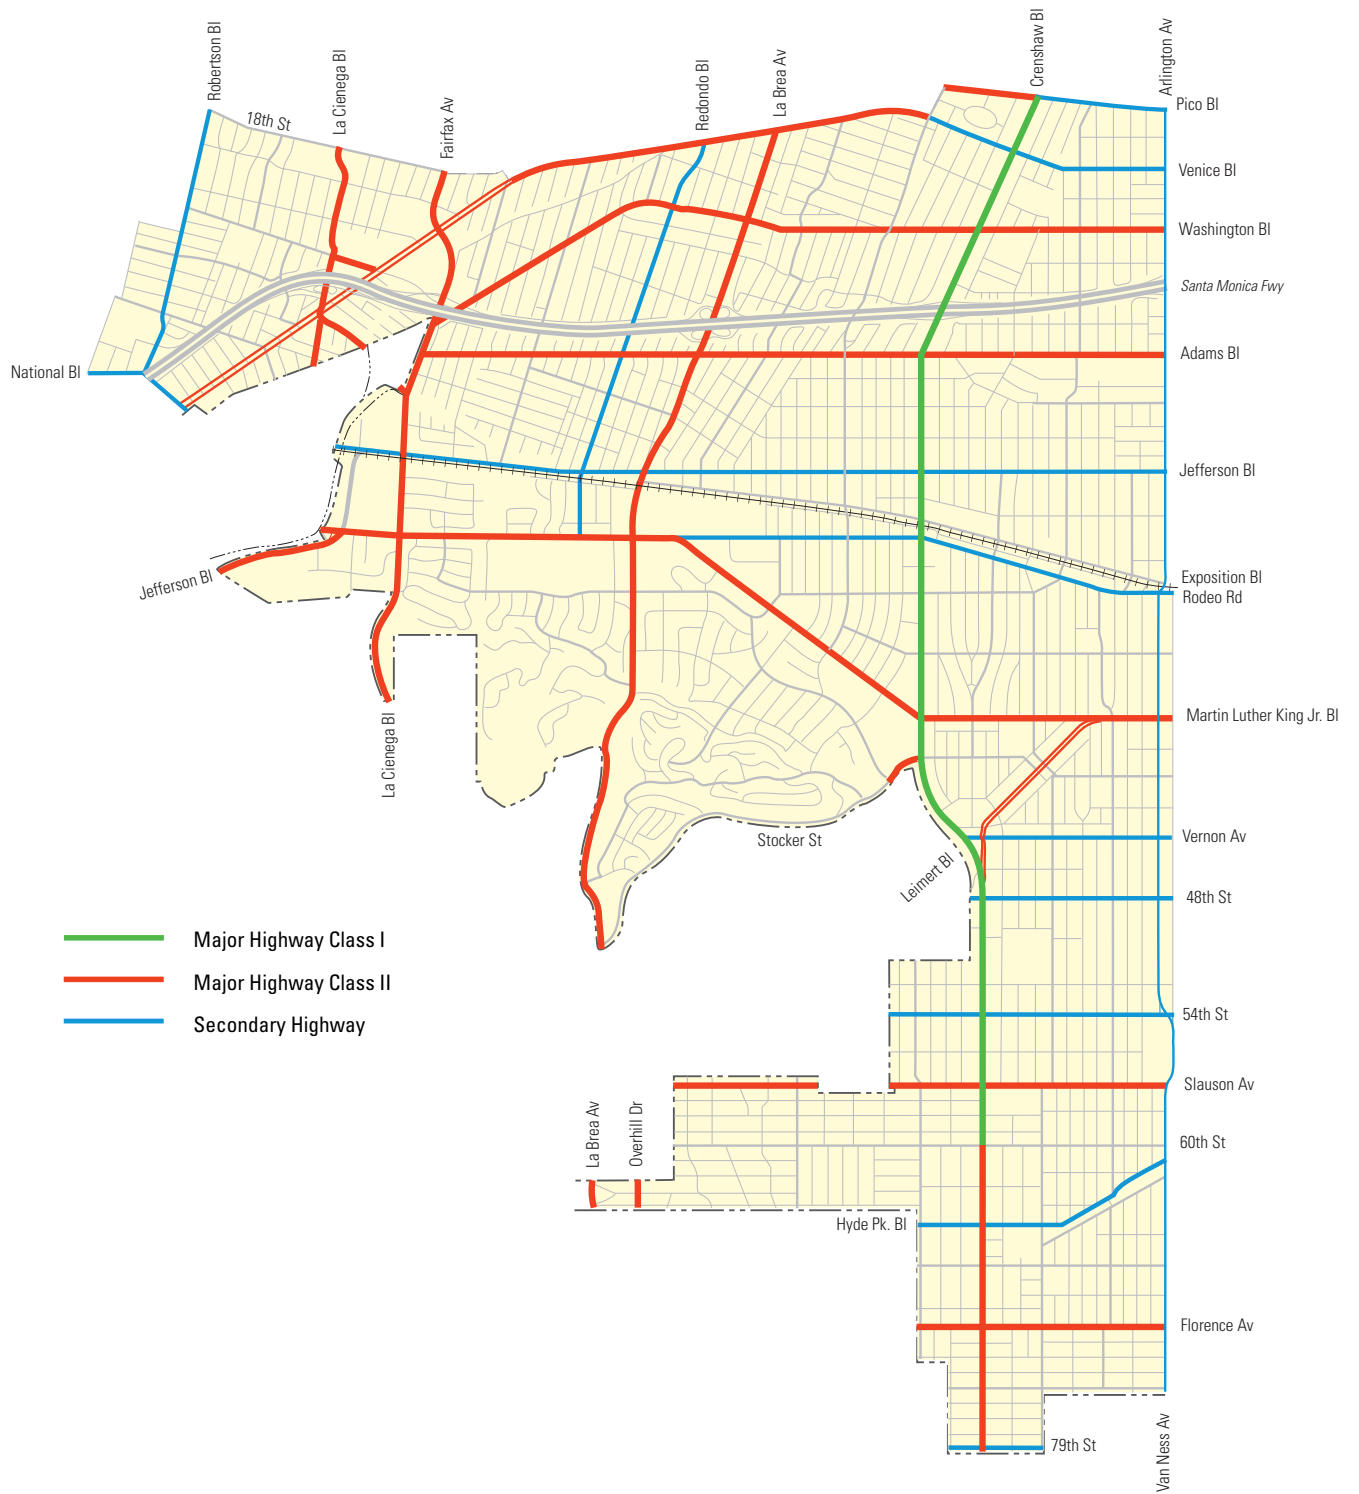 Robertson Bl
La Cienega Bl
Fairfax Av
Redondo Bl
La Brea Av
Crenshaw Bl
Arlington Av
18th St
Pico Bl
Venice Bl
Washington Bl
Santa Monica Fwy
Adams Bl
National Bl
Jefferson Bl
Exposition Bl
Rodeo Rd
Jefferson Bl
Martin Luther King Jr. Bl
La Cienega Bl
Stocker St
Vernon Av
Leimert Bl
48th St
Major Highway Class I
Major Highway Class II
Secondary Highway
54th St
Slauson Av
La Brea Av
Overhill Dr
60th St
Hyde Pk. Bl
Florence Av
79th St
Van Ness Av